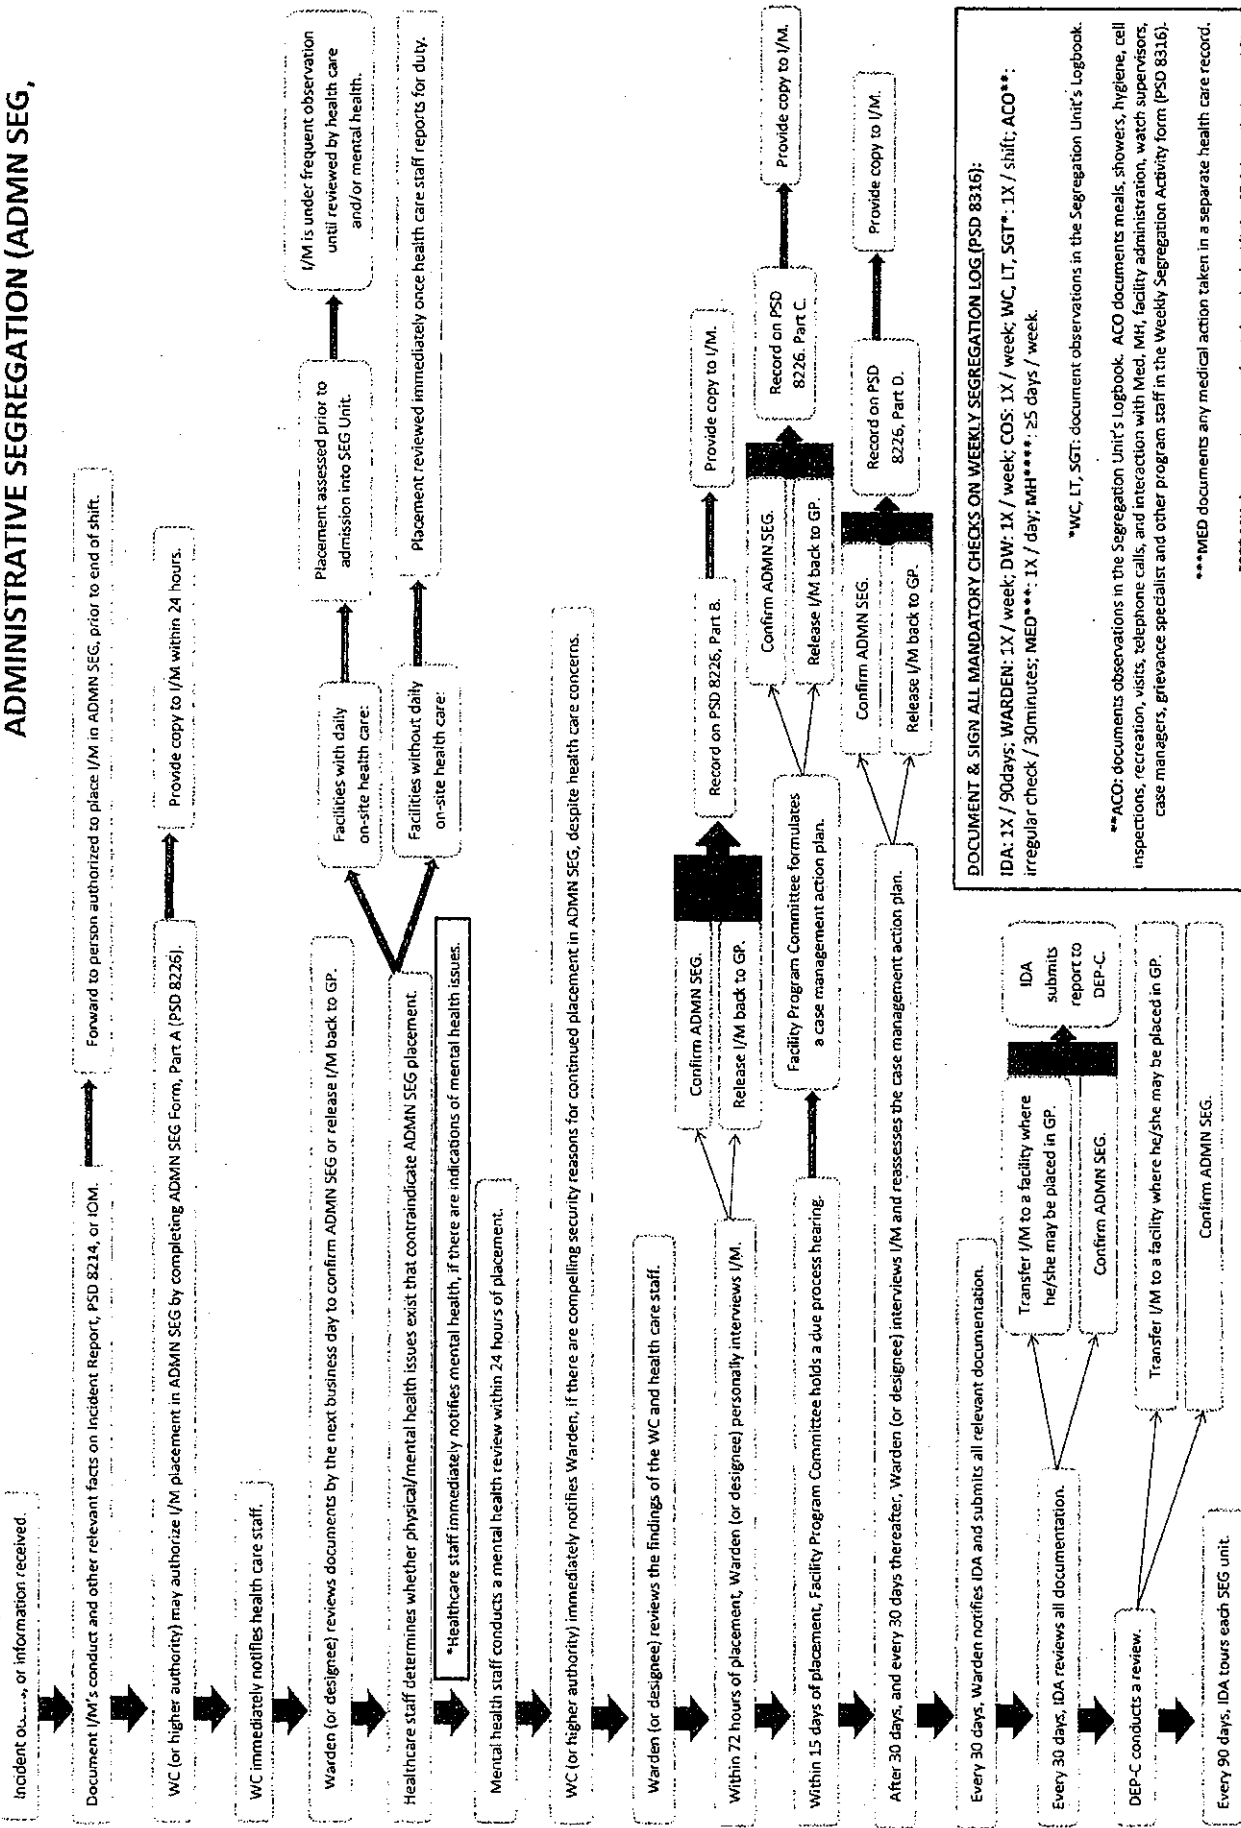 ADMINISTRATIVE SEGREGATION (ADMN SEG,
Incident
, or information received.
Document I/M's conduct and other relevant facts on Incident Report, PSD 8214, or IOM.
Forward to person authorized to place I/M in ADMN SEG, prior to end of shift.
WC (or higher authority) may authorize I/M placement in ADMN SEG by completing ADMN SEG Form, Part A (PSD 8226).
Provide copy to I/M within 24 hours.
WC immediately notifies health care staff.
Warden (or designee) reviews documents by the next business day to confirm ADMN SEG or release I/M back to GP.
Healthcare staff determines whether physical/mental health issues exist that contraindicate ADMN SEG placement.
Facilities with daily
on-site health care:
Placement assessed prior to
admission into SEG Unit.
I/M is under frequent observation
until reviewed by health care
and/or mental health.
Facilities without daily
on-site health care:
Placement reviewed immediately once health care staff reports for duty.
*Healthcare staff immediately notifies mental health, if there are indications of mental health issues.
Mental health staff conducts a mental health review within 24 hours of placement.
WC (or higher authority) immediately notifies Warden, if there are compelling security reasons for continued placement in ADMN SEG, despite health care concerns.
Warden (or designee) reviews the findings of the WC and health care staff.
Within 72 hours of placement, Warden (or designee) personally interviews I/M.
Confirm ADMN SEG.
Release I/M back to GP.
Record on PSD 8226, Part B.
Provide copy to I/M.
Within 15 days of placement, Facility Program Committee holds a due process hearing.
Facility Program Committee formulates
a case management action plan.
Confirm ADMN SEG.
Release I/M back to GP.
Record on PSD
8226. Part C.
Provide copy to I/M.
After 30 days, and every 30 days thereafter, Warden (or designee) interviews I/M and reassesses the case management action plan.
Confirm ADMN SEG.
Release I/M back to GP.
Record on PSD
8226, Part D.
Provide copy to I/M.
Every 30 days, Warden notifies IDA and submits all relevant documentation.
Every 30 days, IDA reviews all documentation.
Transfer I/M to a facility where
he/she may be placed in GP.
Confirm ADMN SEG.
IDA
submits
report to
DEP-C.
DEP-C conducts a review.
Transfer I/M to a facility where he/she may be placed in GP.
Confirm ADMN SEG.
Every 90 days, IDA tours each SEG unit.
DOCUMENT & SIGN ALL MANDATORY CHECKS ON WEEKLY SEGREGATION LOG (PSD 8316):
IDA: 1X / 90days; WARDEN: 1X / week; DW: 1X / week; COS: 1X / week; WC, LT, SGT*: 1X / shift; ACO**:
irregular check / 30minutes; MED***: 1X / day; MH****: ≥5 days / week.
*WC, LT, SGT: document observations in the Segregation Unit's Logbook.
**ACO: documents observations in the Segregation Unit's Logbook. ACO documents meals, showers, hygiene, cell
inspections, recreation, visits, telephone calls, and interaction with Med, MH, facility administration, watch supervisors,
case managers, grievance specialist and other program staff in the Weekly Segregation Activity form (PSD 8316).
***MED documents any medical action taken in a separate health care record.